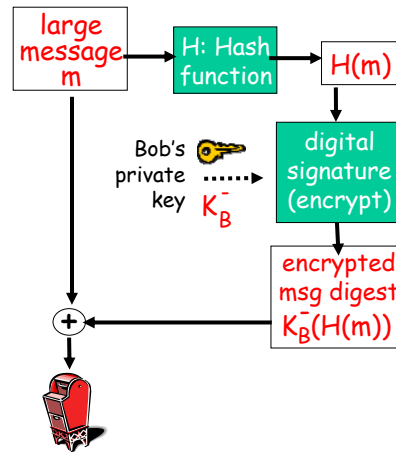 large
message
m
H: Hash
function
H(m)
Bob's
private
key
K_B^-
digital
signature
(encrypt)
encrypted
msg digest
K_B^-(H(m))
+